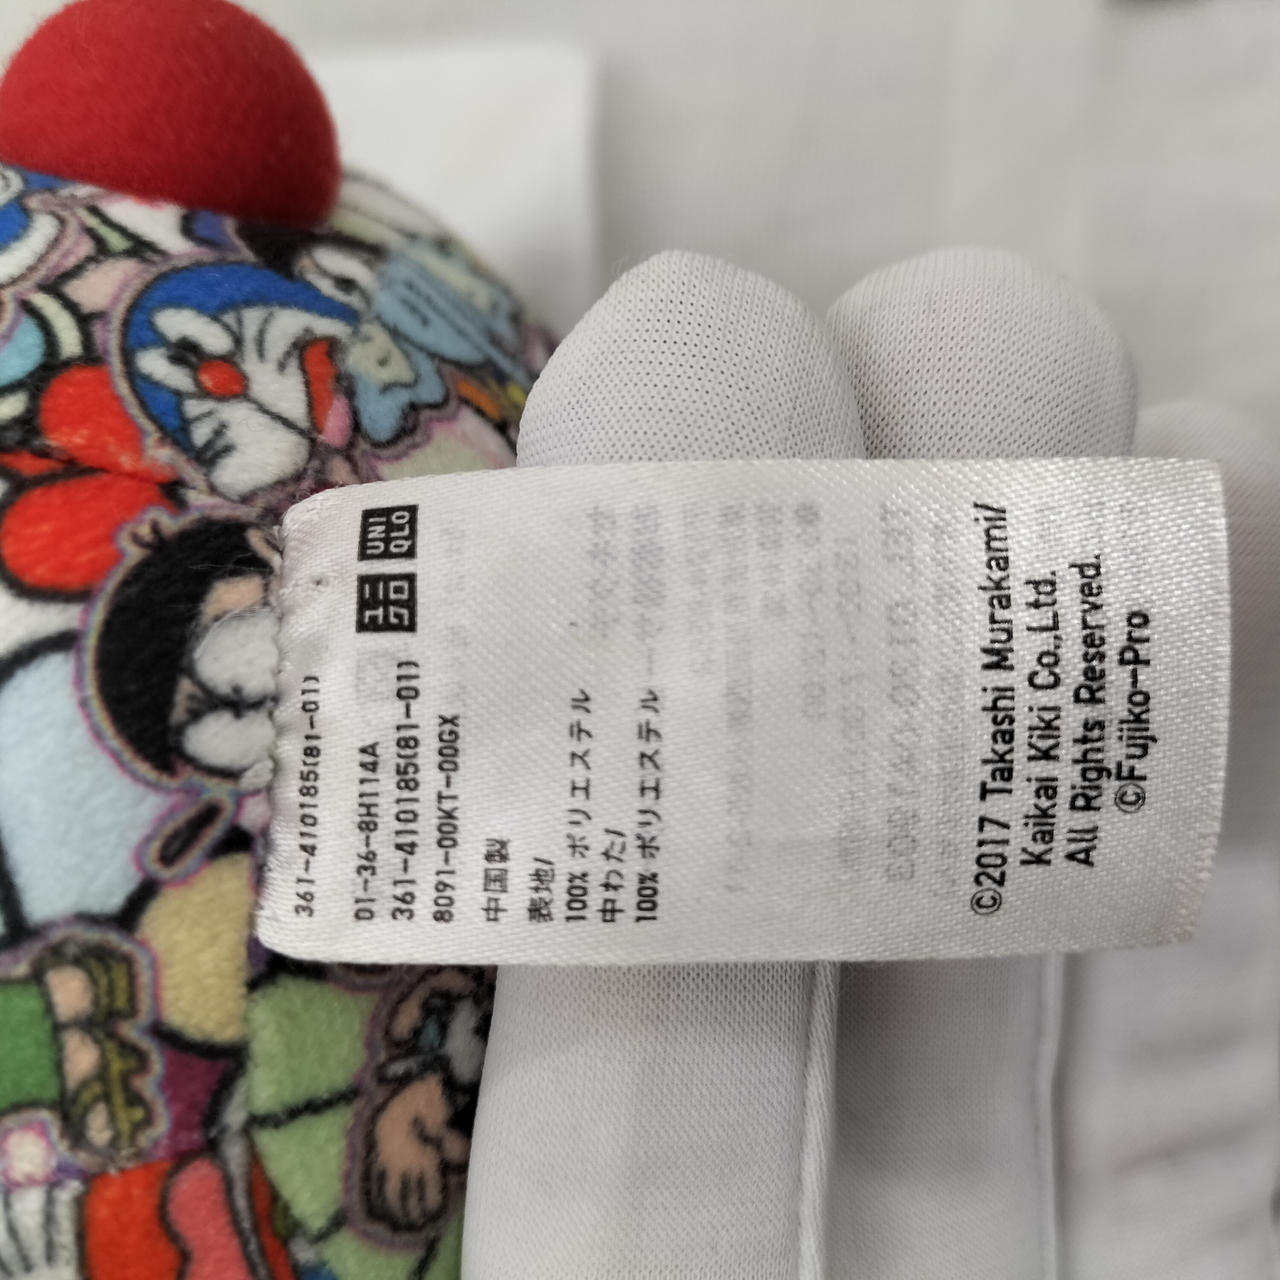 361-410185(81-01)
ユニクロ UNIQLO
01-36-8H114A
361-410185(81-01)
8091-00KT-00GX
中国製
表地/
100% ポリエステル
中わた/
100% ポリエステル
©2017 Takashi Murakami/
Kaikai Kiki Co.,Ltd.
All Rights Reserved.
©Fujiko-Pro